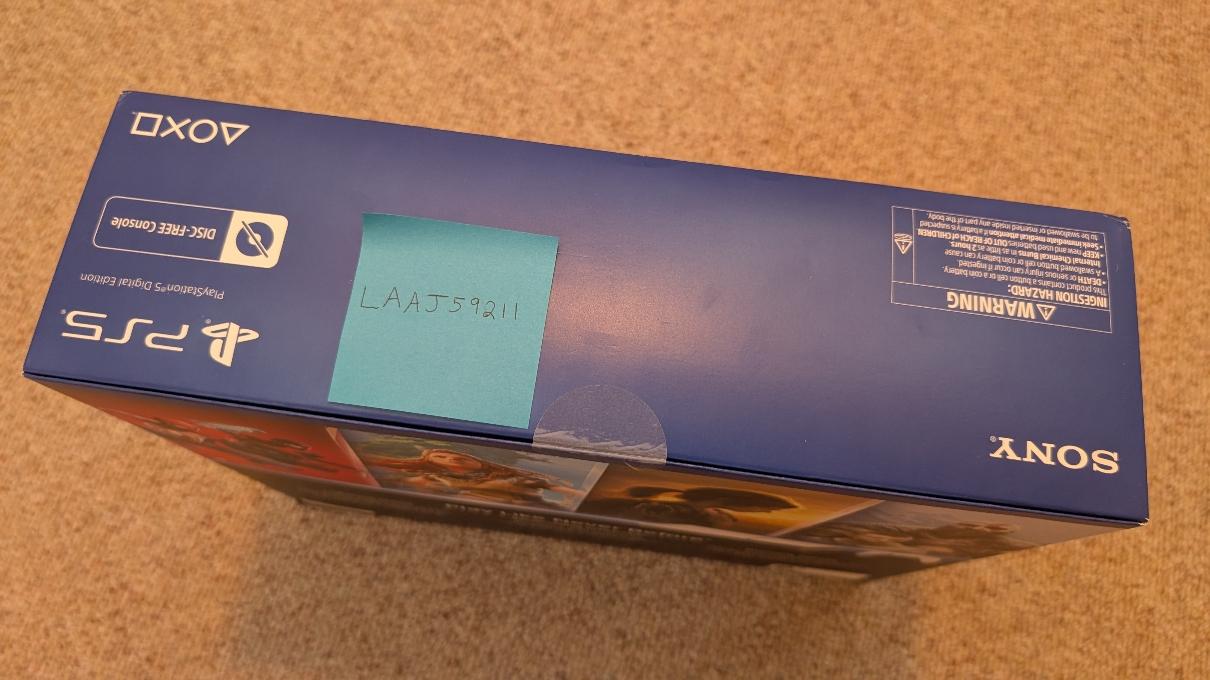 LAAJ59211
PS5®
PlayStation®5 Digital Edition
DISC-FREE Console
SONY®
WARNING
INGESTION HAZARD:
This product contains a button cell or a coin battery.
• DEATH or serious injury can occur if ingested.
• A swallowed button cell or coin battery can cause
Internal Chemical Burns in as little as 2 hours.
• KEEP new and used batteries OUT OF REACH of CHILDREN
• Seek immediate medical attention if a battery is suspected
to be swallowed or inserted inside any part of the body.